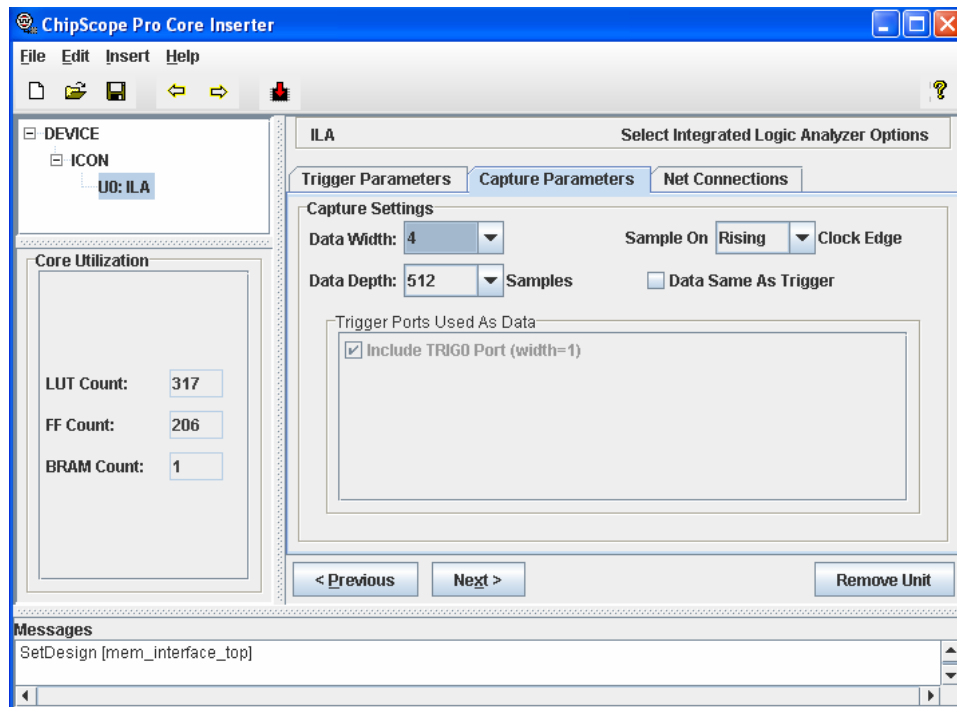 ChipScope Pro Core Inserter
File Edit Insert Help
DEVICE
ICON
U0: ILA
ILA Select Integrated Logic Analyzer Options
Trigger Parameters Capture Parameters Net Connections
Capture Settings
Data Width: 4 Sample On Rising Clock Edge
Data Depth: 512 Samples Data Same As Trigger
Trigger Ports Used As Data
Include TRIG0 Port (width=1)
Core Utilization
LUT Count: 317
FF Count: 206
BRAM Count: 1
< Previous Next > Remove Unit
Messages
SetDesign [mem_interface_top]